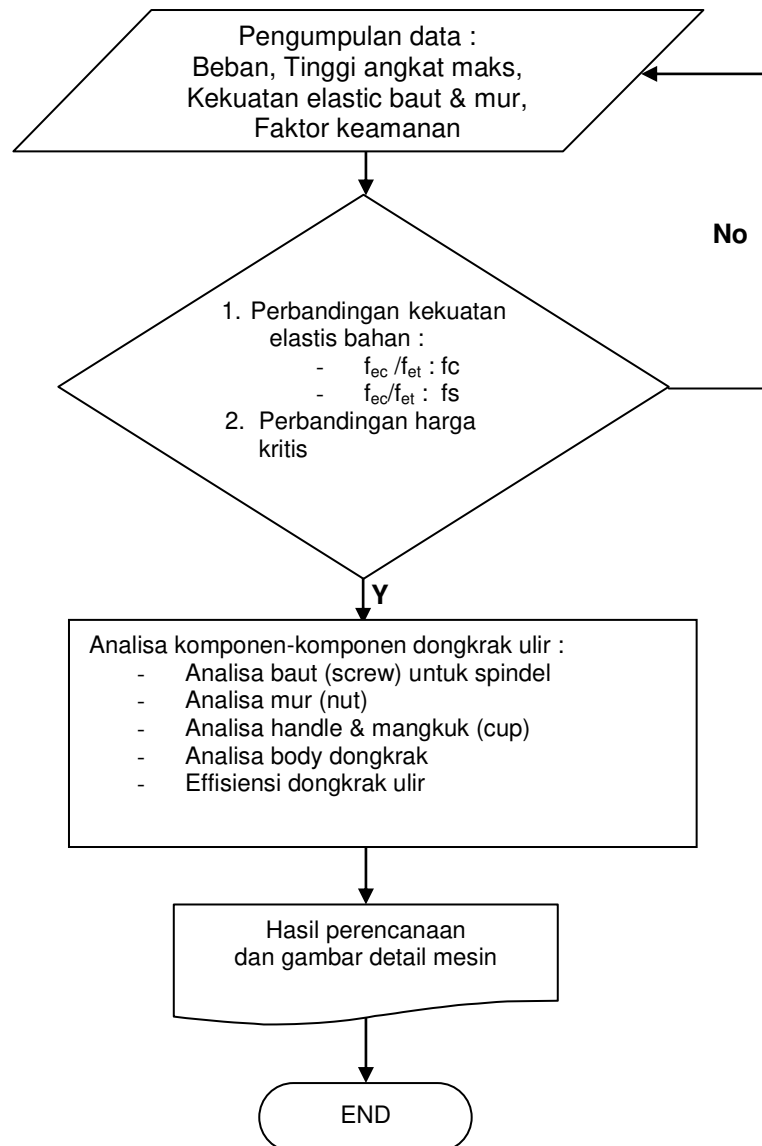 Pengumpulan data :
Beban, Tinggi angkat maks,
Kekuatan elastic baut & mur,
Faktor keamanan
No
1. Perbandingan kekuatan
elastis bahan :
- fec /fet : fc
- fec/fet : fs
2. Perbandingan harga
kritis
Y
Analisa komponen-komponen dongkrak ulir :
- Analisa baut (screw) untuk spindel
- Analisa mur (nut)
- Analisa handle & mangkuk (cup)
- Analisa body dongkrak
- Effisiensi dongkrak ulir
Hasil perencanaan
dan gambar detail mesin
END